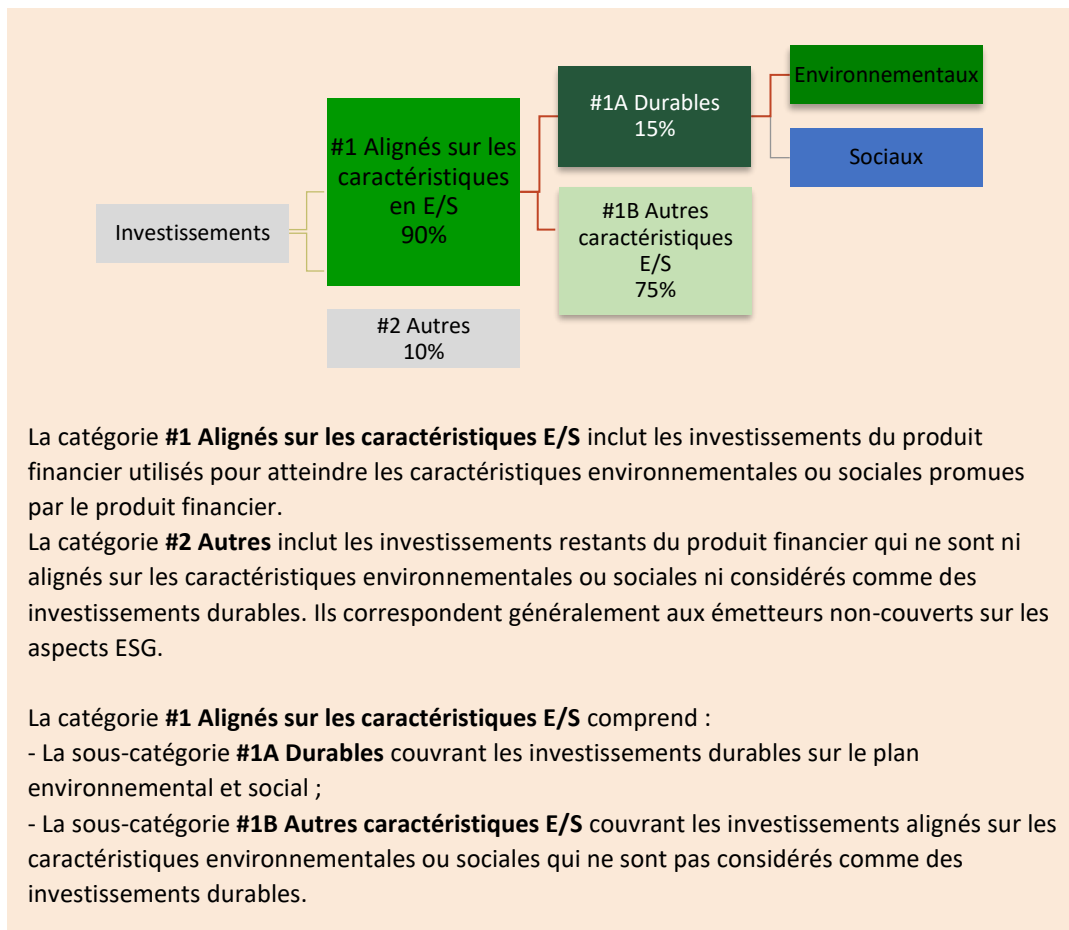 Investissements
#1 Alignés sur les
caractéristiques
en E/S
90%
#2 Autres
10%
#1A Durables
15%
#1B Autres
caractéristiques
E/S
75%
Environnementaux
Sociaux
La catégorie #1 Alignés sur les caractéristiques E/S inclut les investissements du produit
financier utilisés pour atteindre les caractéristiques environnementales ou sociales promues
par le produit financier.
La catégorie #2 Autres inclut les investissements restants du produit financier qui ne sont ni
alignés sur les caractéristiques environnementales ou sociales ni considérés comme des
investissements durables. Ils correspondent généralement aux émetteurs non-couverts sur les
aspects ESG.
La catégorie #1 Alignés sur les caractéristiques E/S comprend :
- La sous-catégorie #1A Durables couvrant les investissements durables sur le plan
environnemental et social ;
- La sous-catégorie #1B Autres caractéristiques E/S couvrant les investissements alignés sur les
caractéristiques environnementales ou sociales qui ne sont pas considérés comme des
investissements durables.